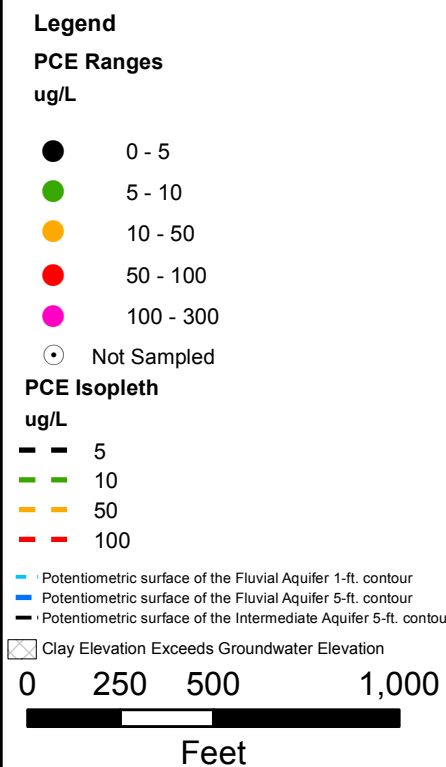 Legend
PCE Ranges
ug/L
0 - 5
5 - 10
10 - 50
50 - 100
100 - 300
Not Sampled
PCE Isopleth
ug/L
5
10
50
100
Potentiometric surface of the Fluvial Aquifer 1-ft. contour
Potentiometric surface of the Fluvial Aquifer 5-ft. contour
Potentiometric surface of the Intermediate Aquifer 5-ft. contou
Clay Elevation Exceeds Groundwater Elevation
0 250 500 1,000
Feet